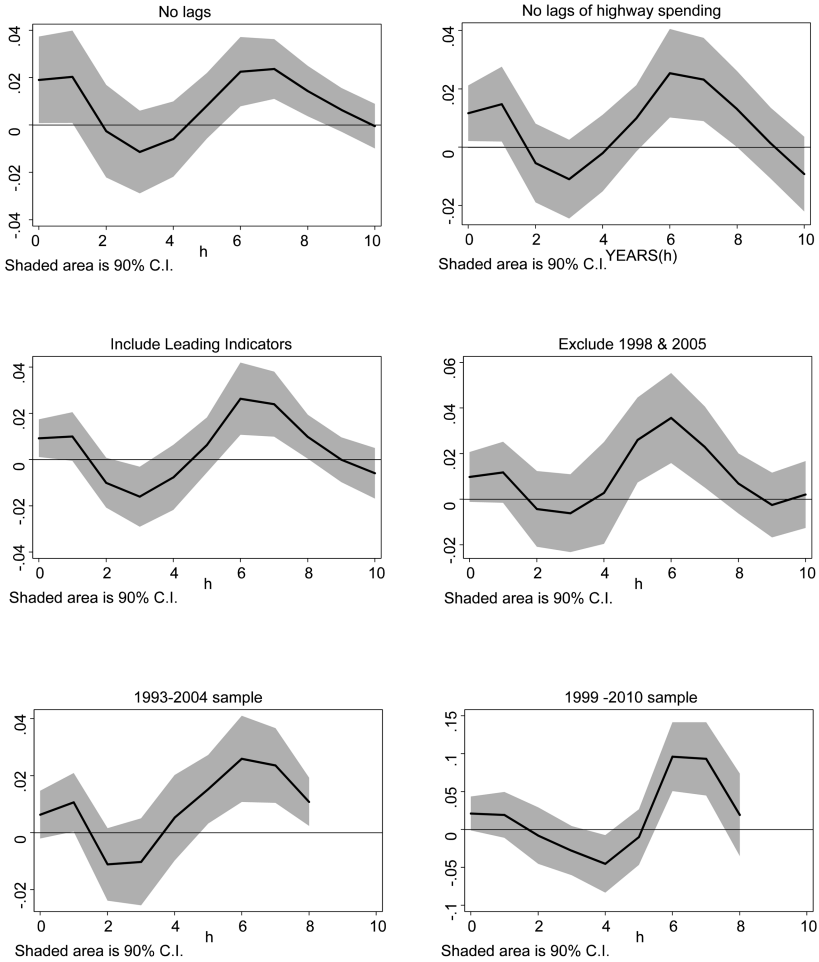 No lags
.04
.02
0
-.02
-.04
0 2 4 6 8 10
h
Shaded area is 90% C.I.
No lags of highway spending
.04
.02
0
-.02
0 2 4 6 8 10
YEARS(h)
Shaded area is 90% C.I.
Include Leading Indicators
.04
.02
0
-.02
-.04
0 2 4 6 8 10
h
Shaded area is 90% C.I.
Exclude 1998 & 2005
.06
.04
.02
0
-.02
0 2 4 6 8 10
h
Shaded area is 90% C.I.
1993-2004 sample
.04
.02
0
-.02
0 2 4 6 8 10
h
Shaded area is 90% C.I.
1999 -2010 sample
.15
.1
.05
0
-.05
-.1
0 2 4 6 8 10
h
Shaded area is 90% C.I.